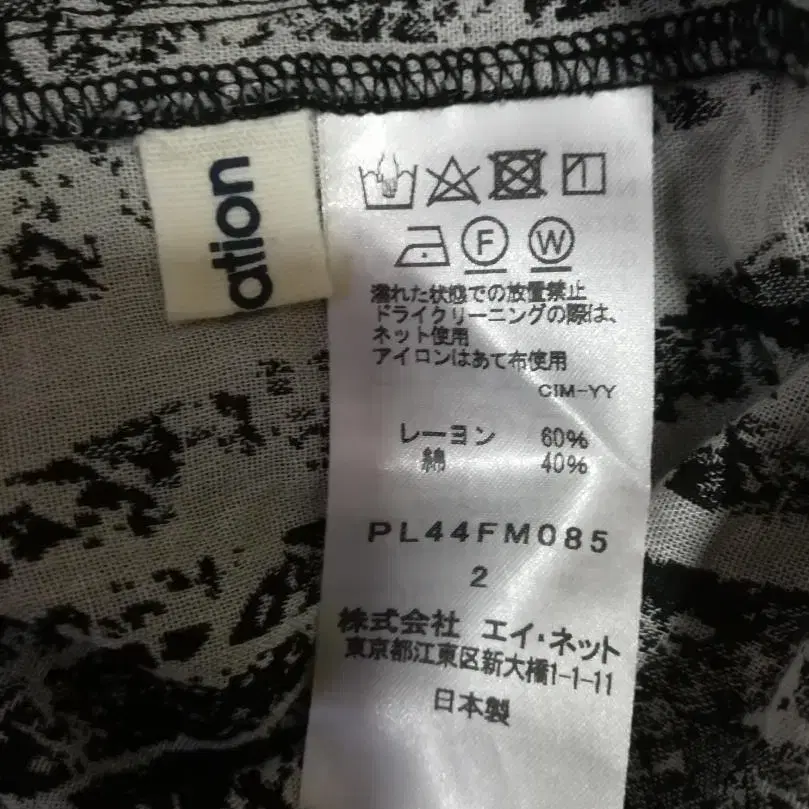 ation
F W
濡れた状態での放置禁止
ドライクリーニングの際は、
ネット使用
アイロンはあて布使用
CIM-YY
レーヨン 60%
綿 40%
PL44FM085
2
株式会社 エイ・ネット
東京都江東区新大橋1-1-11
日本製